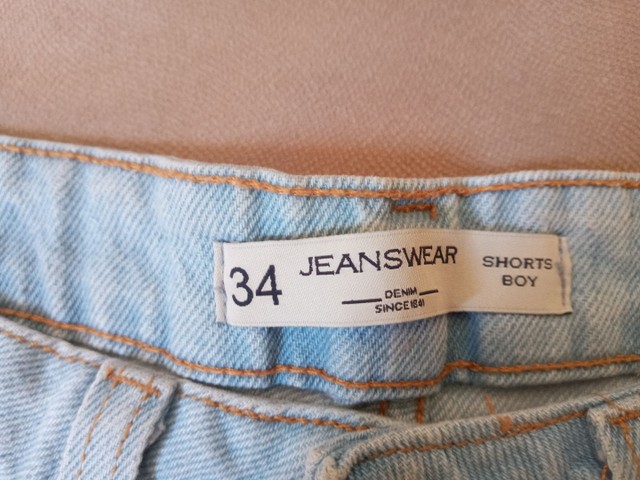 34
JEANSWEAR
DENIM
SINCE 1841
SHORTS
BOY